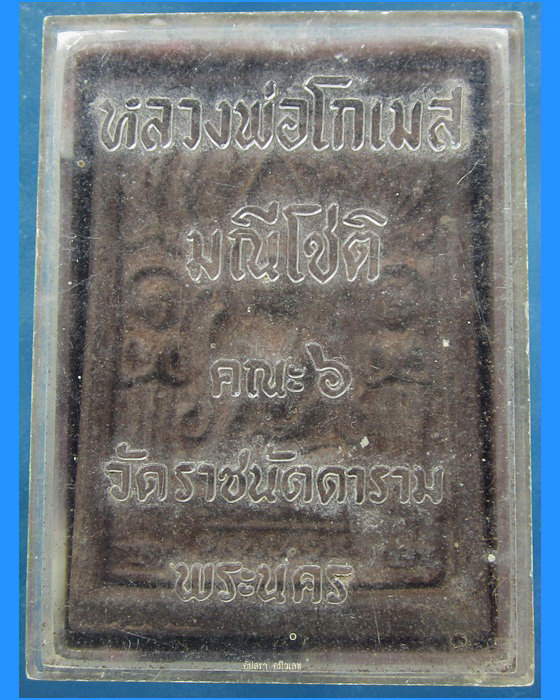 หลวงพ่อโกเมส
มณีโชติ
คณะ๖
วัดราชนัตดาราม
พระนคร